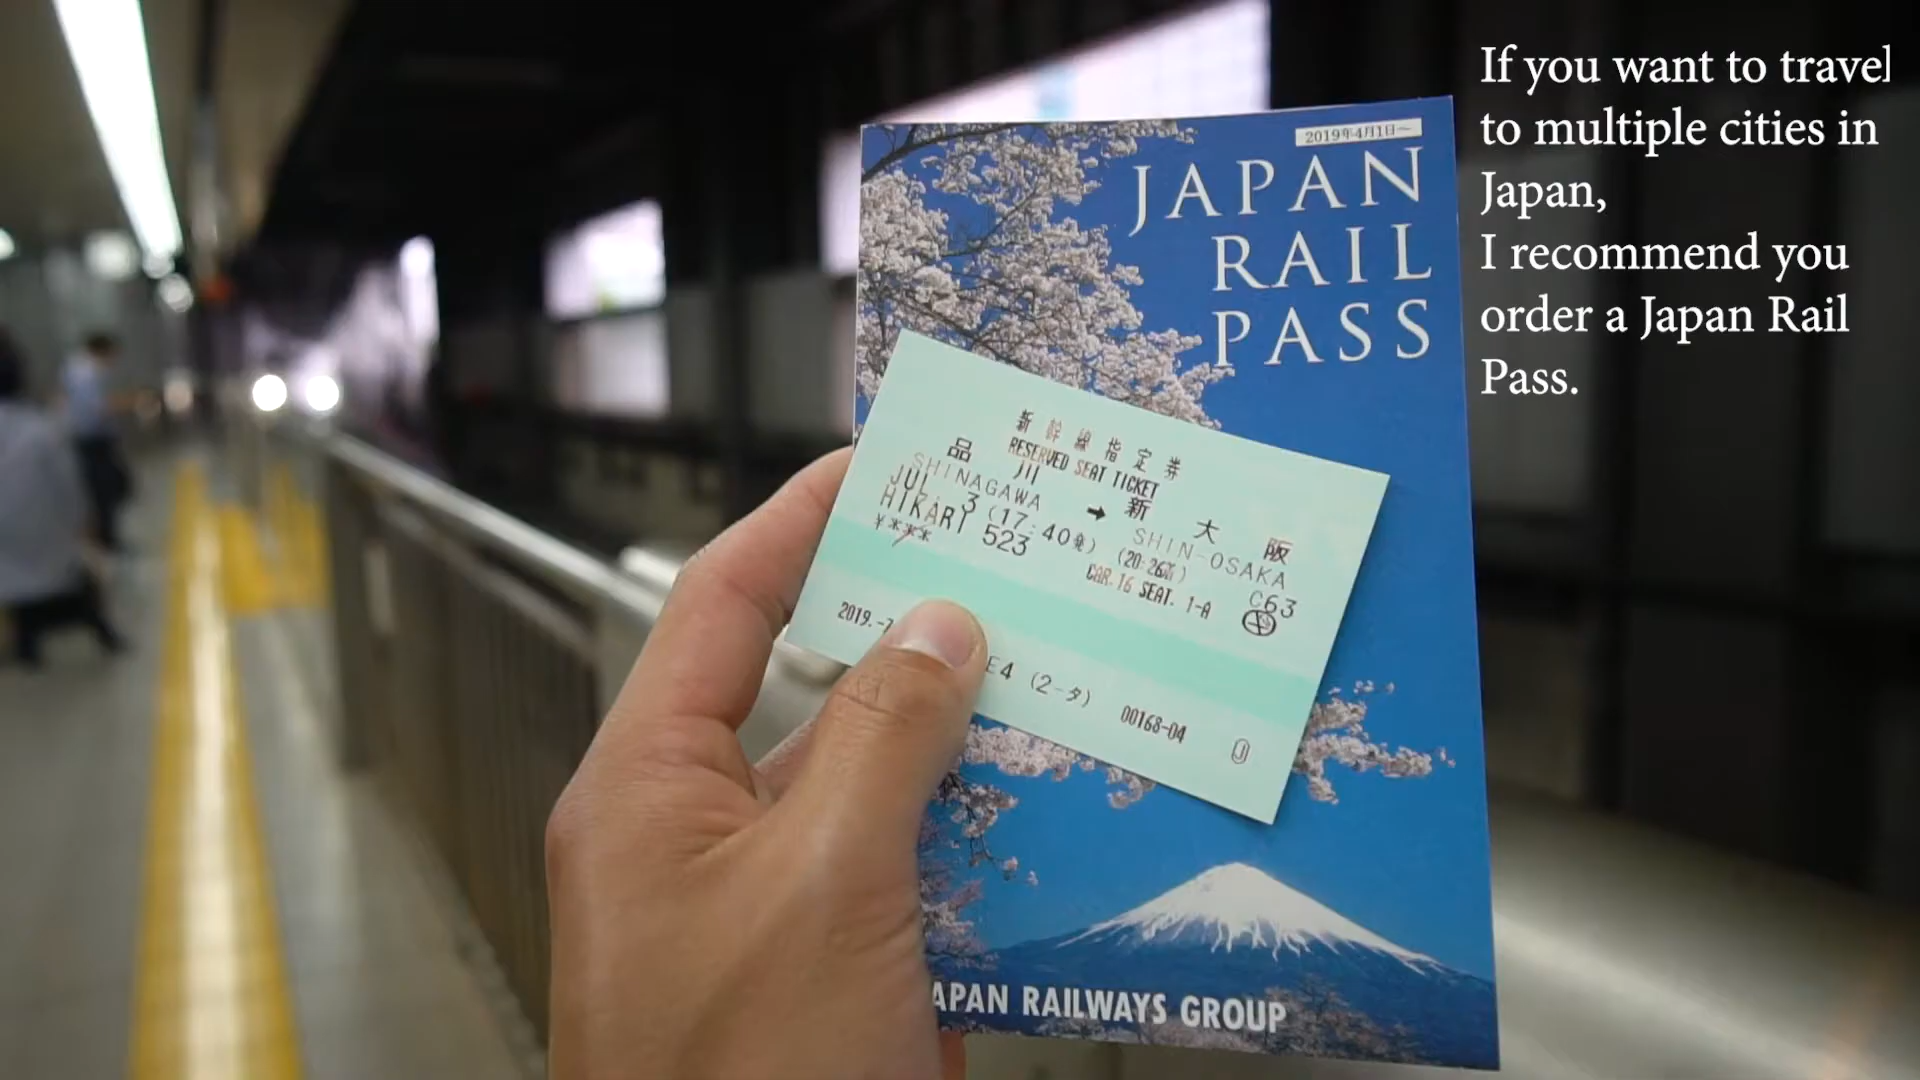 If you want to travel
to multiple cities in
Japan,
I recommend you
order a Japan Rail
Pass.
2019年4月1日~
JAPAN
RAIL
PASS
新幹線指定券
RESERVED SEAT TICKET
品川 → 新大阪
SHINAGAWA SHIN-OSAKA
JUL. 3 (17:40発) (20:26着) C63
HIKARI 523 CAR.16 SEAT. 1-A
¥***
2019.-7
E4 (2-タ) 00168-04
JAPAN RAILWAYS GROUP